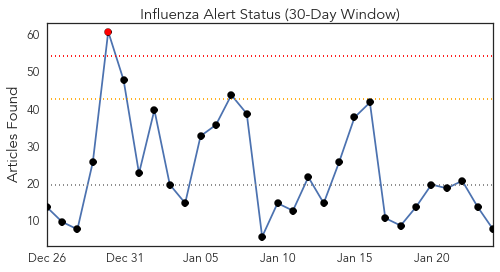 Influenza Alert Status (30-Day Window)
Articles Found
60
50
40
30
20
10
Dec 26
Dec 31
Jan 05
Jan 10
Jan 15
Jan 20